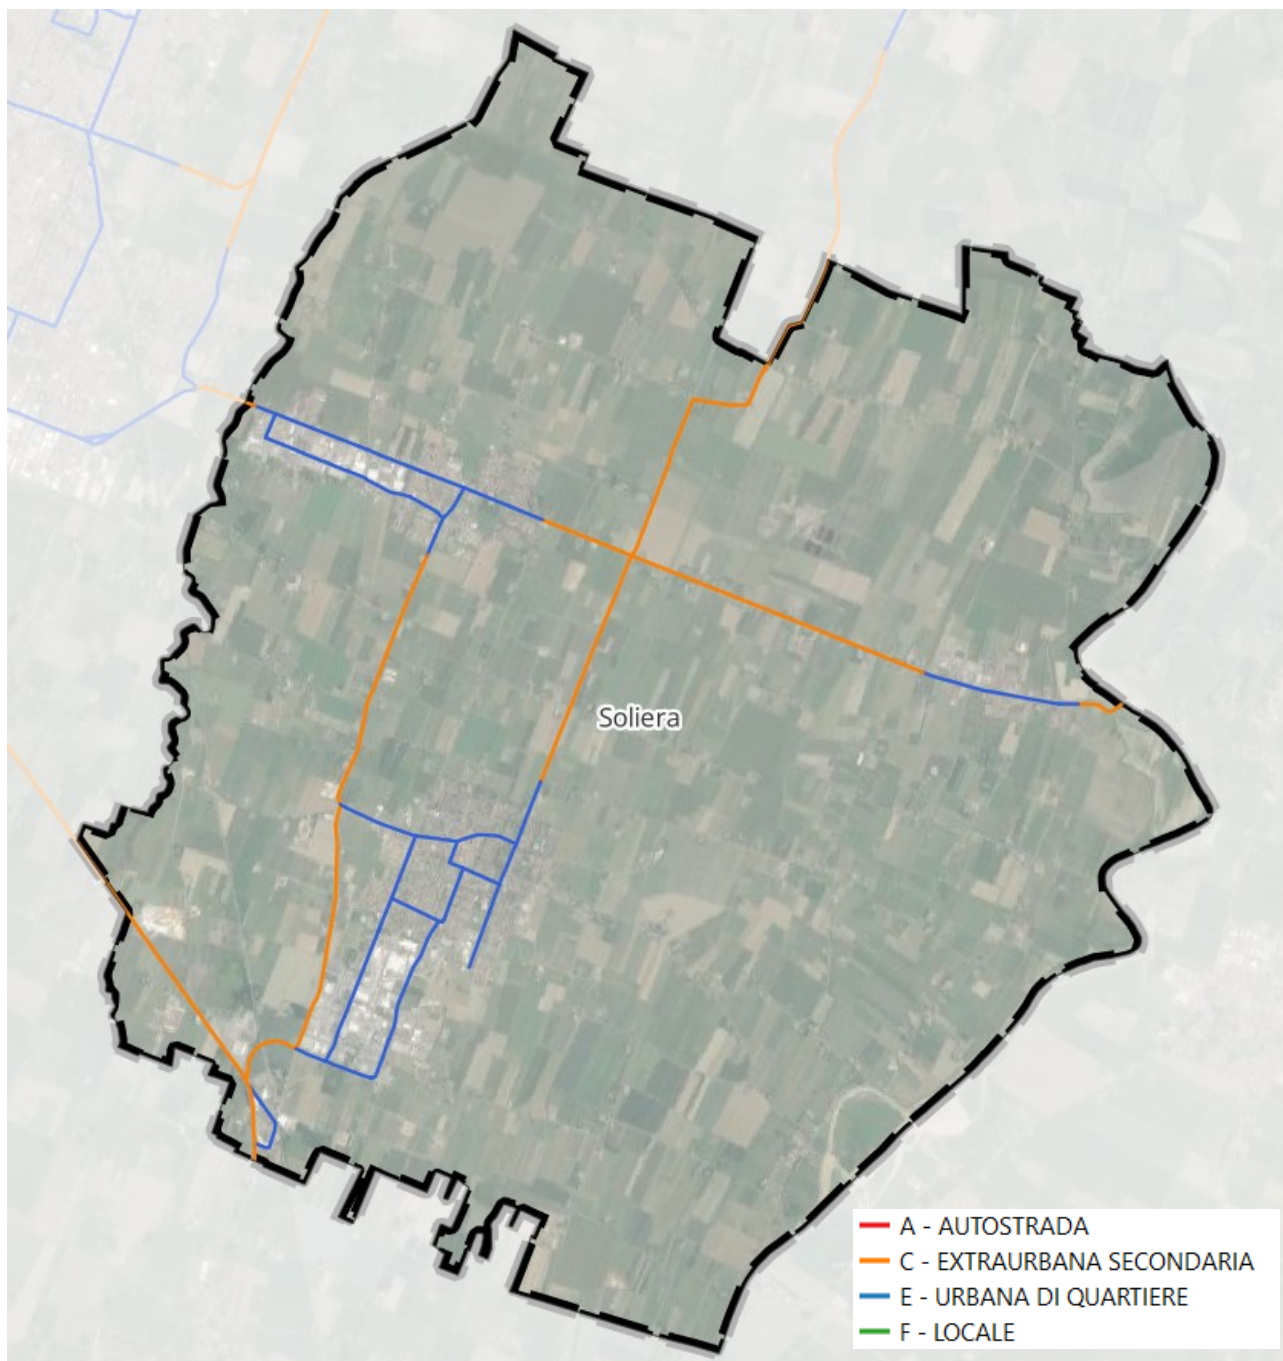 Soliera
A - AUTOSTRADA
C - EXTRAURBANA SECONDARIA
E - URBANA DI QUARTIERE
F - LOCALE